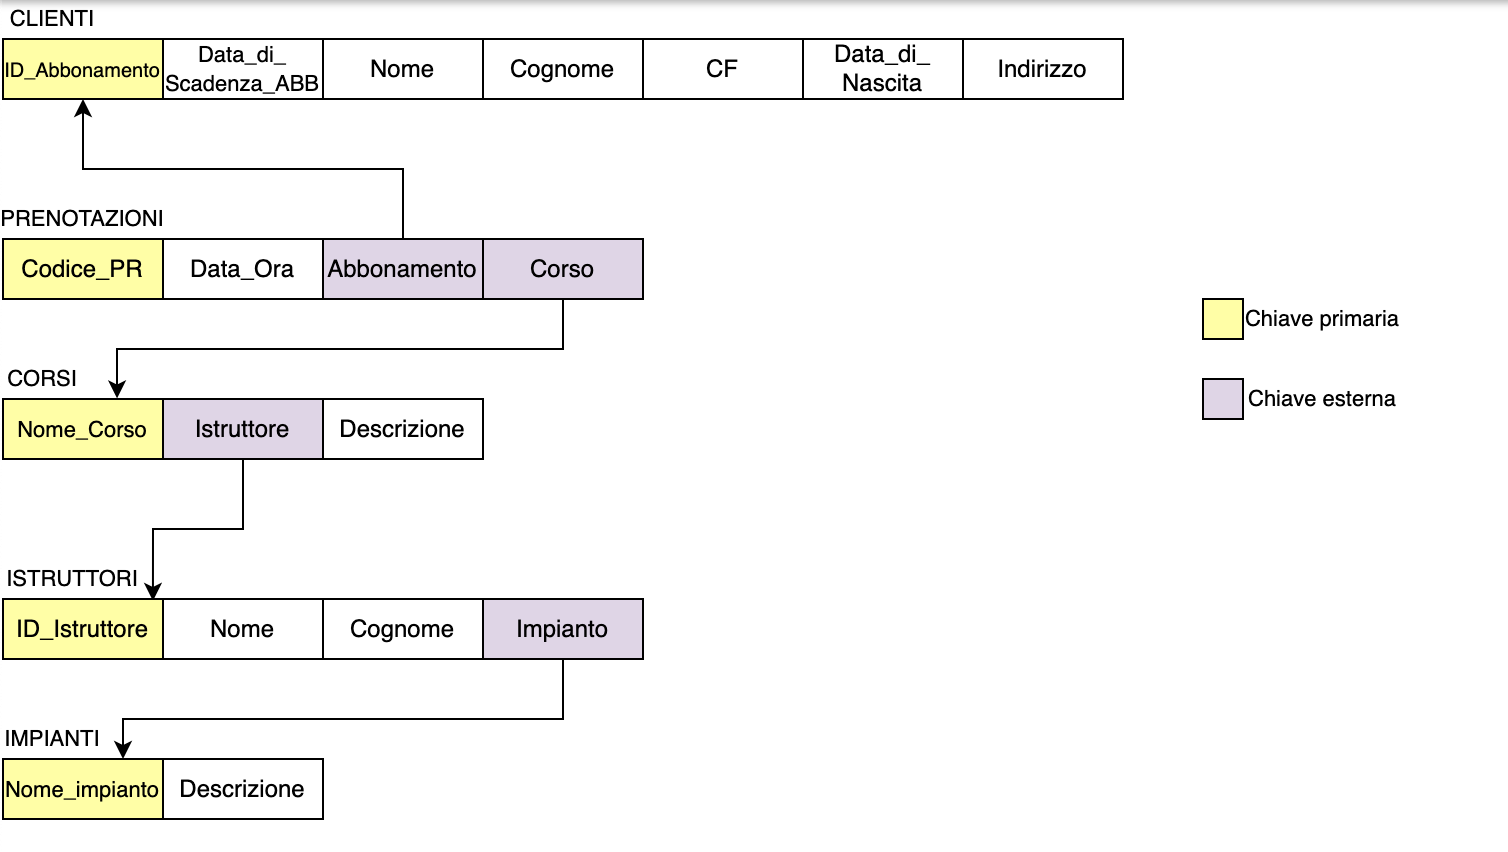 CLIENTI
ID_Abbonamento
Data_di_
Scadenza_ABB
Nome
Cognome
CF
Data_di_
Nascita
Indirizzo
PRENOTAZIONI
Codice_PR
Data_Ora
Abbonamento
Corso
Chiave primaria
CORSI
Chiave esterna
Nome_Corso
Istruttore
Descrizione
ISTRUTTORI
ID_Istruttore
Nome
Cognome
Impianto
IMPIANTI
Nome_impianto
Descrizione